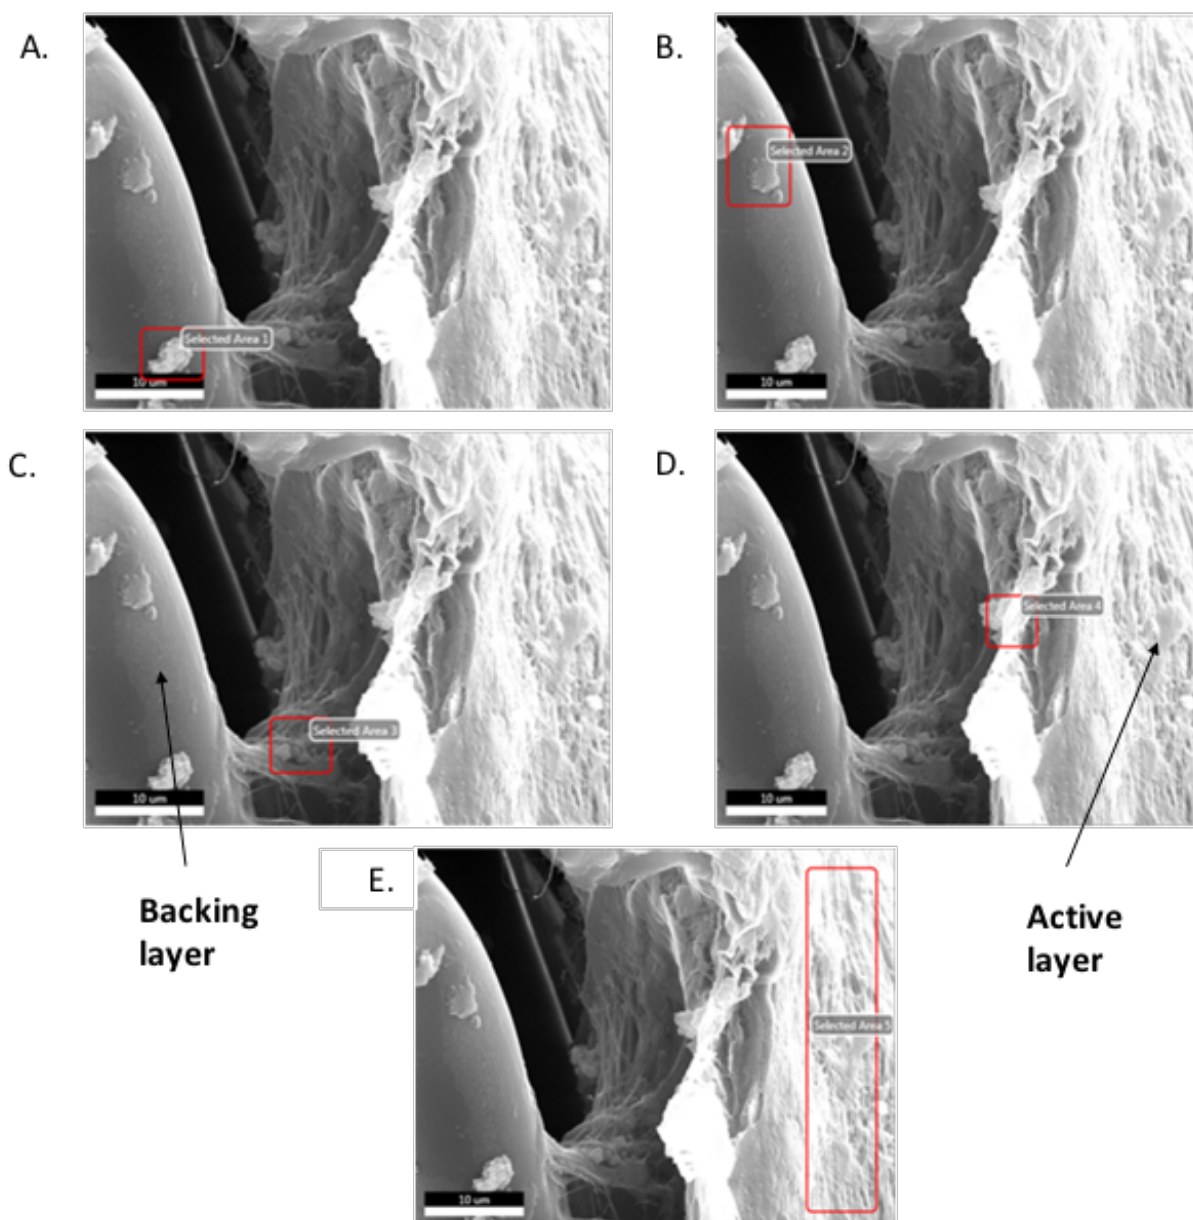 A.
B.
Selected Area 1
10 um
Selected Area 2
10 um
C.
D.
Selected Area 3
10 um
Selected Area 4
10 um
Backing
layer
Active
layer
E.
Selected Area 5
10 um